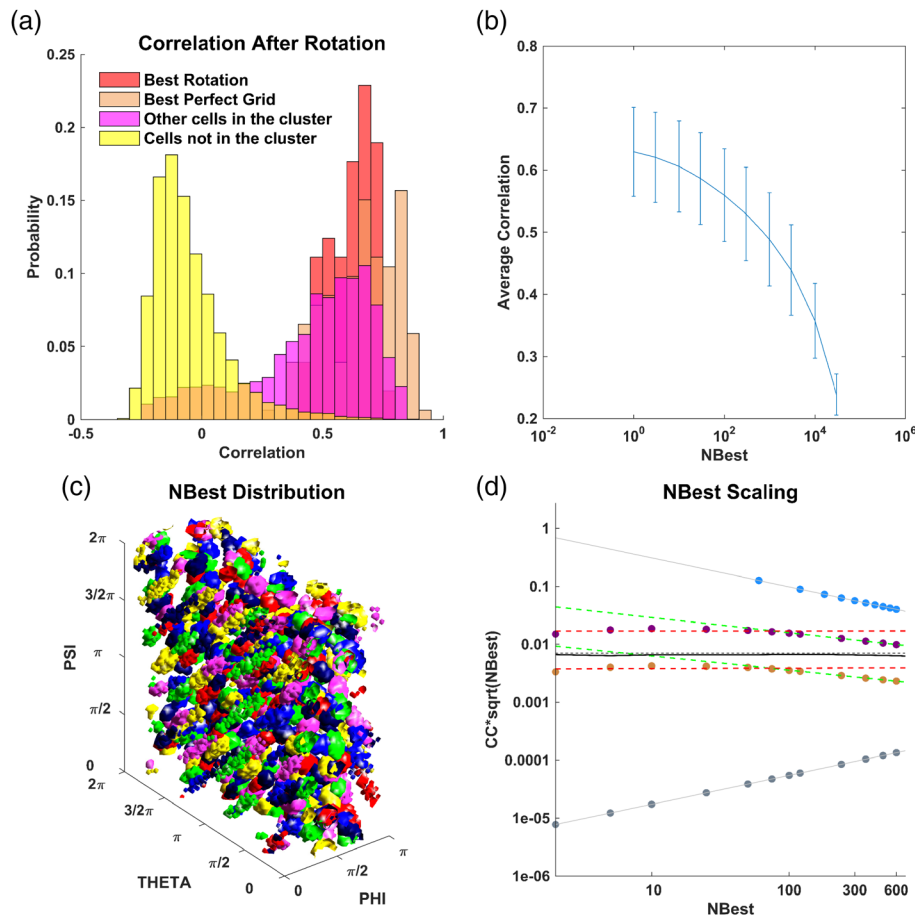 (a)
Correlation After Rotation
0.25
0.2
0.15
0.1
0.05
0
Probability
Best Rotation
Best Perfect Grid
Other cells in the cluster
Cells not in the cluster
-0.5
0
0.5
1
Correlation
(b)
0.8
0.7
0.6
0.5
0.4
0.3
0.2
Average Correlation
10^-2
10^0
10^2
10^4
10^6
NBest
(c)
NBest Distribution
2π
3/2π
π
π/2
0
PSI
2π
3/2π
π
π/2
0
THETA
0
π/2
π
PHI
(d)
NBest Scaling
1
0.1
0.01
0.001
0.0001
1e-05
1e-06
CC*sqrt(NBest)
10
100
300
600
NBest